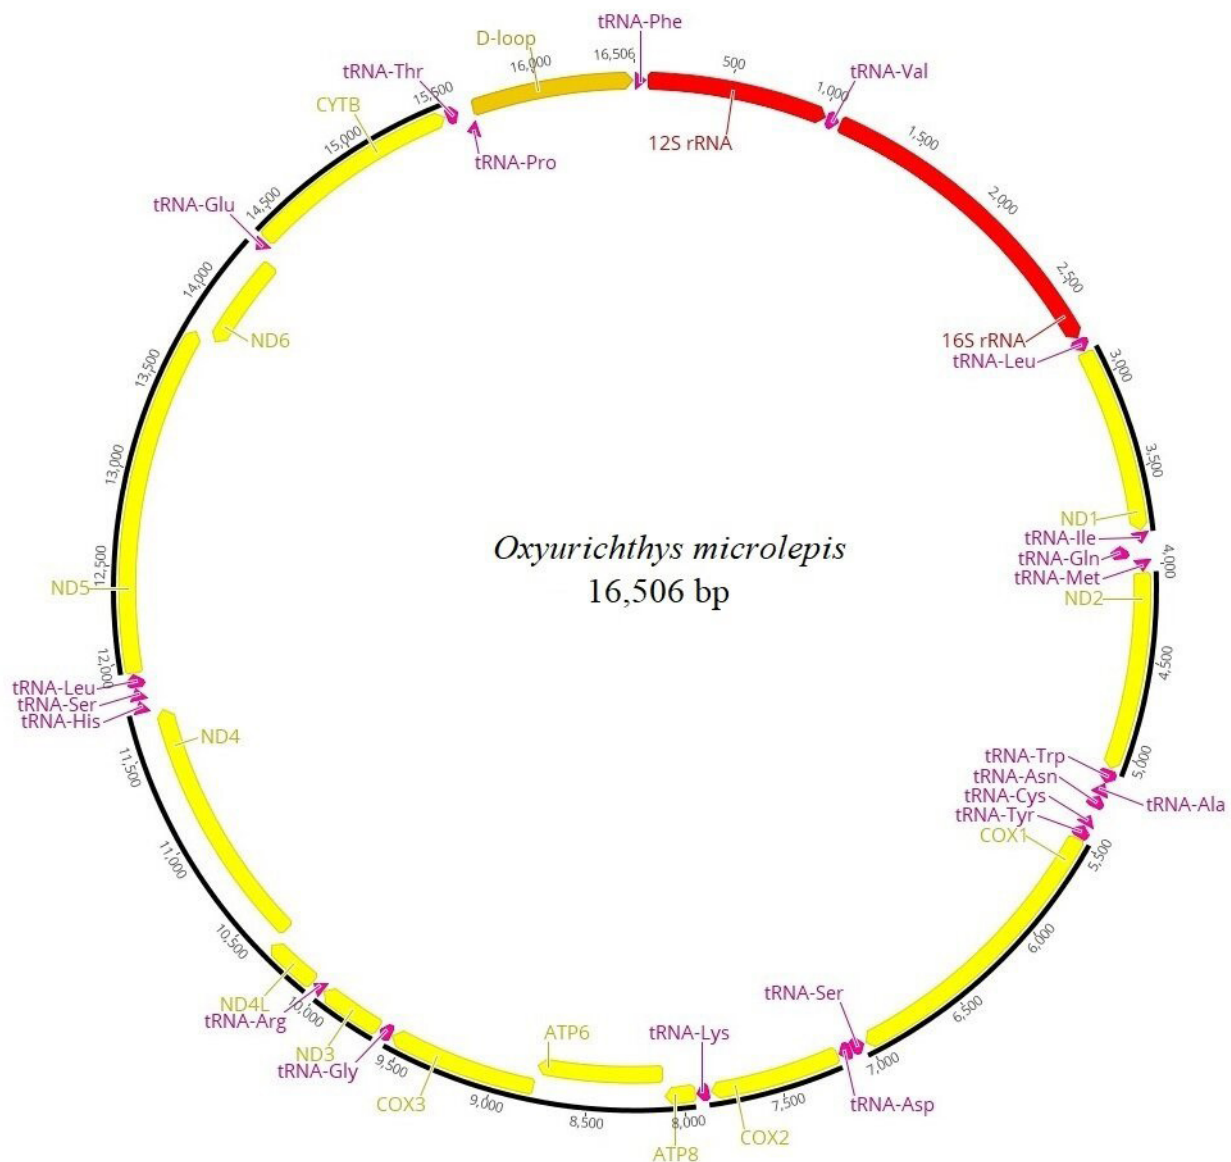 tRNA-Phe
D-loop
16,506
16,000
500
tRNA-Thr
15,500
tRNA-Val
1,000
CYTB
15,000
12S rRNA
1,500
tRNA-Pro
14,500
tRNA-Glu
2,000
14,000
2,500
ND6
16S rRNA
tRNA-Leu
3,000
13,500
13,000
3,500
ND1
tRNA-Ile
tRNA-Gln
tRNA-Met
4,000
ND2
Oxyurichthys microlepis
16,506 bp
12,500
ND5
4,500
12,000
tRNA-Leu
tRNA-Ser
tRNA-His
ND4
11,500
5,000
tRNA-Trp
tRNA-Asn
tRNA-Ala
tRNA-Cys
tRNA-Tyr
COX1
5,500
11,000
10,500
6,000
ND4L
10,000
tRNA-Arg
6,500
tRNA-Ser
ND3
tRNA-Gly
9,500
ATP6
tRNA-Lys
7,000
COX3
9,000
8,500
8,000
7,500
tRNA-Asp
ATP8
COX2